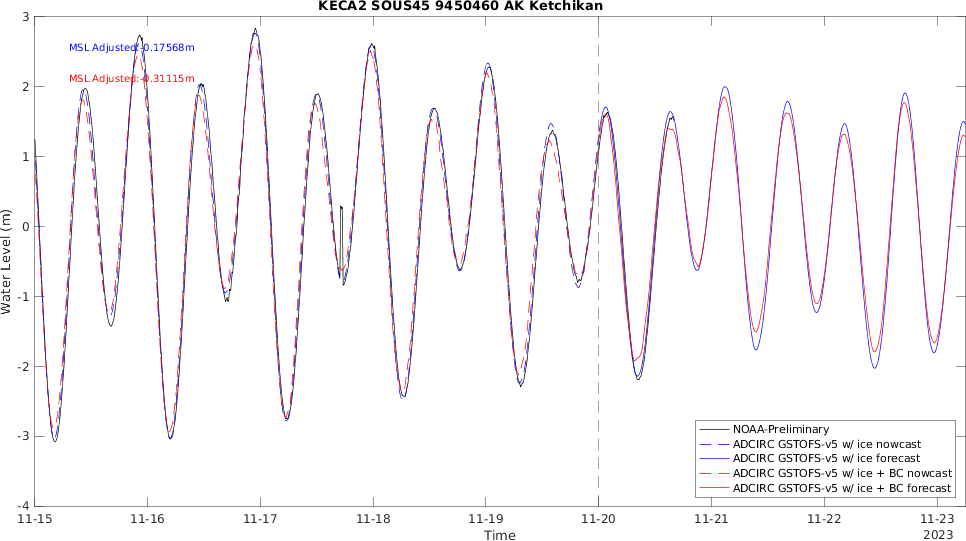 KECA2 SOUS45 9450460 AK Ketchikan
3
MSL Adjusted:-0.17568m
MSL Adjusted:-0.31115m
2
1
0
-1
-2
-3
-4
Water Level (m)
NOAA-Preliminary
ADCIRC GSTOFS-v5 w/ ice nowcast
ADCIRC GSTOFS-v5 w/ ice forecast
ADCIRC GSTOFS-v5 w/ ice + BC nowcast
ADCIRC GSTOFS-v5 w/ ice + BC forecast
11-15 11-16 11-17 11-18 11-19 11-20 11-21 11-22 11-23
Time
2023